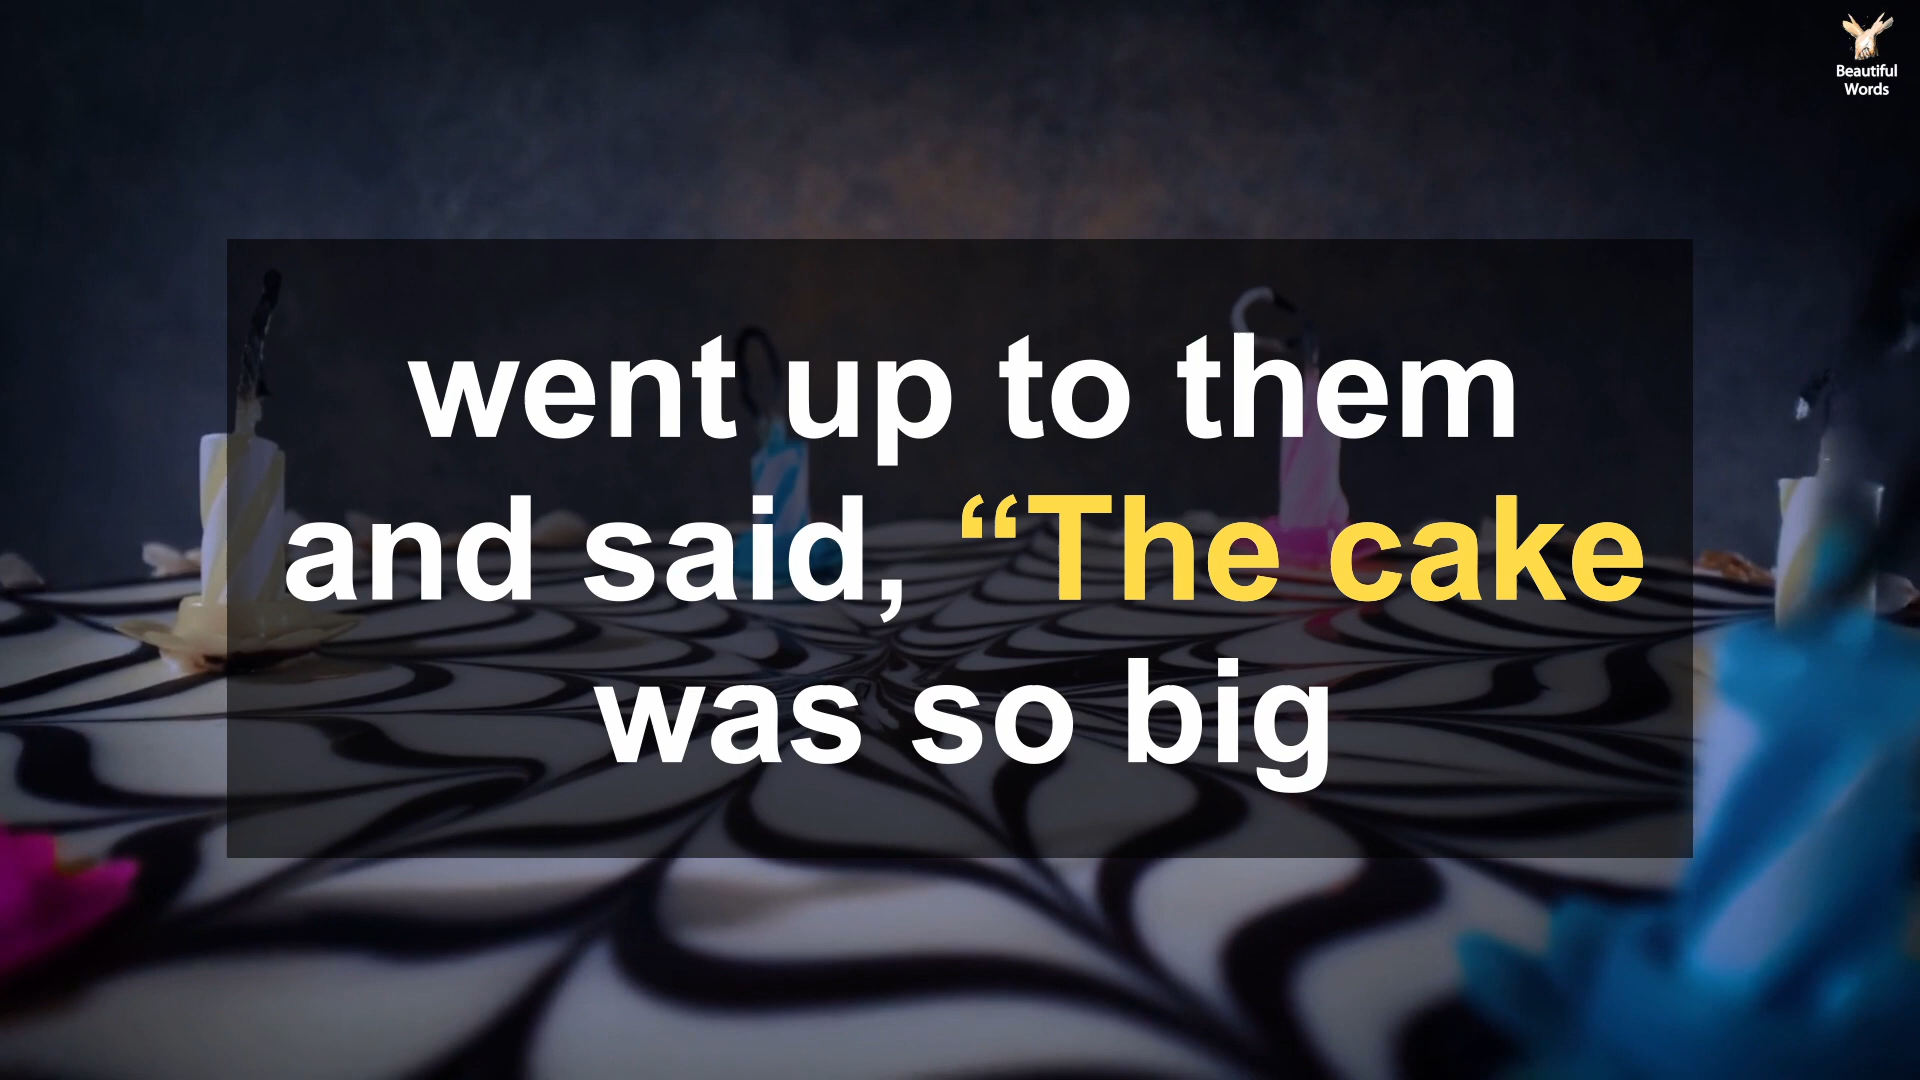 Beautiful
Words
went up to them
and said, “The cake
was so big